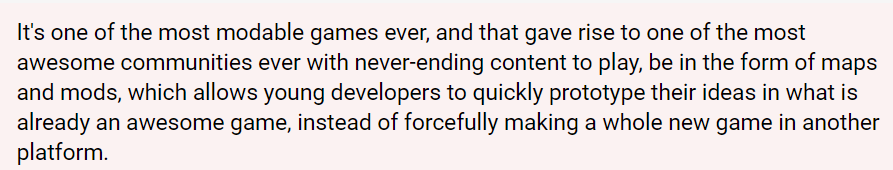 It's one of the most modable games ever, and that gave rise to one of the most
awesome communities ever with never-ending content to play, be in the form of maps
and mods, which allows young developers to quickly prototype their ideas in what is
already an awesome game, instead of forcefully making a whole new game in another
platform.